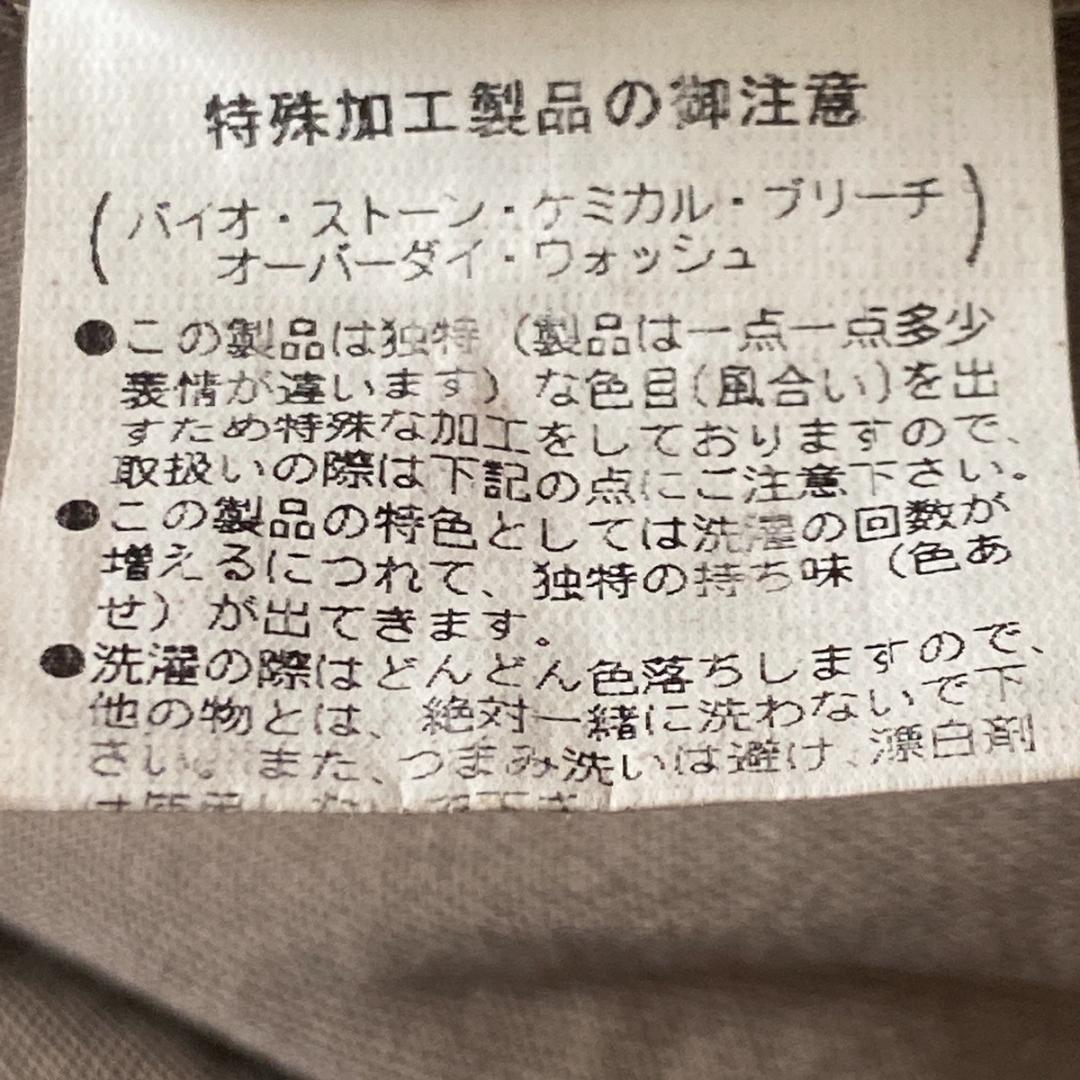 特殊加工製品の御注意
(バイオ・ストーン・ケミカル・ブリーチ
オーバーダイ・ウォッシュ)
●この製品は独特(製品は一点一点多少
表情が違います)な色目(風合い)を出
すため特殊な加工をしておりますので、
取扱いの際は下記の点にご注意下さい。
●この製品の特色としては洗濯の回数が
増えるにつれて、独特の持ち味(色あ
せ)が出てきます。
●洗濯の際はどんどん色落ちしますので、
他の物とは、絶対一緒に洗わないで下
さい。また、つまみ洗いは避け、漂白剤